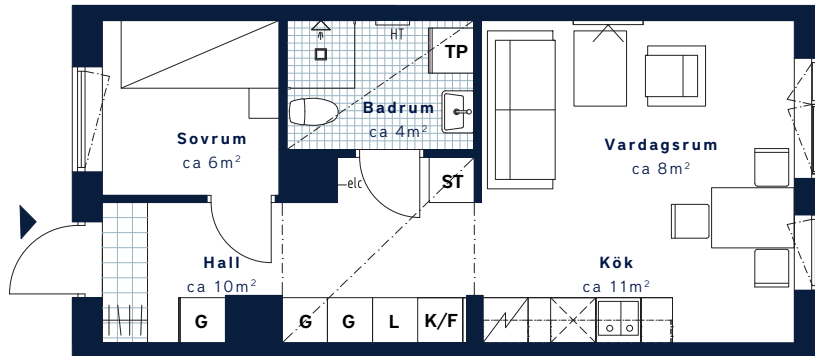 HT
TP
Badrum
ca 4m²
Sovrum
ca 6m²
Vardagsrum
ca 8m²
elc
ST
Hall
ca 10m²
Kök
ca 11m²
G
G
G
L
K/F